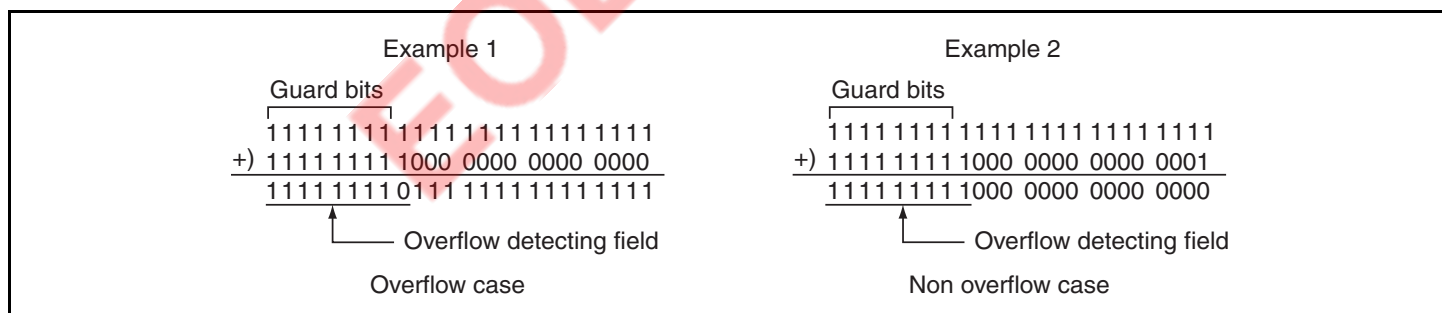 Example 1
Guard bits
1111 1111 1111 1111 1111 1111
+) 1111 1111 1000 0000 0000 0000
1111 1111 0111 1111 1111 1111
Overflow detecting field
Overflow case
Example 2
Guard bits
1111 1111 1111 1111 1111 1111
+) 1111 1111 1000 0000 0000 0001
1111 1111 1000 0000 0000 0000
Overflow detecting field
Non overflow case